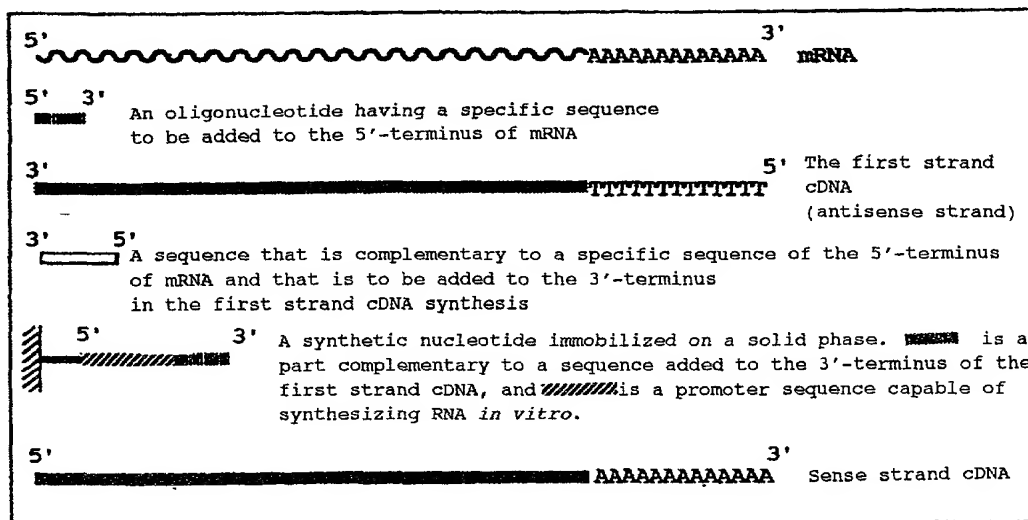 5' 3'
AAAAAAAAAAAAA mRNA
5' 3' An oligonucleotide having a specific sequence
to be added to the 5'-terminus of mRNA
3' 5' The first strand
TTTTTTTTTTTTT cDNA
(antisense strand)
3' 5' A sequence that is complementary to a specific sequence of the 5'-terminus
of mRNA and that is to be added to the 3'-terminus
in the first strand cDNA synthesis
5' 3' A synthetic nucleotide immobilized on a solid phase. is a
part complementary to a sequence added to the 3'-terminus of the
first strand cDNA, and is a promoter sequence capable of
synthesizing RNA in vitro.
5' 3'
AAAAAAAAAAAAA Sense strand cDNA